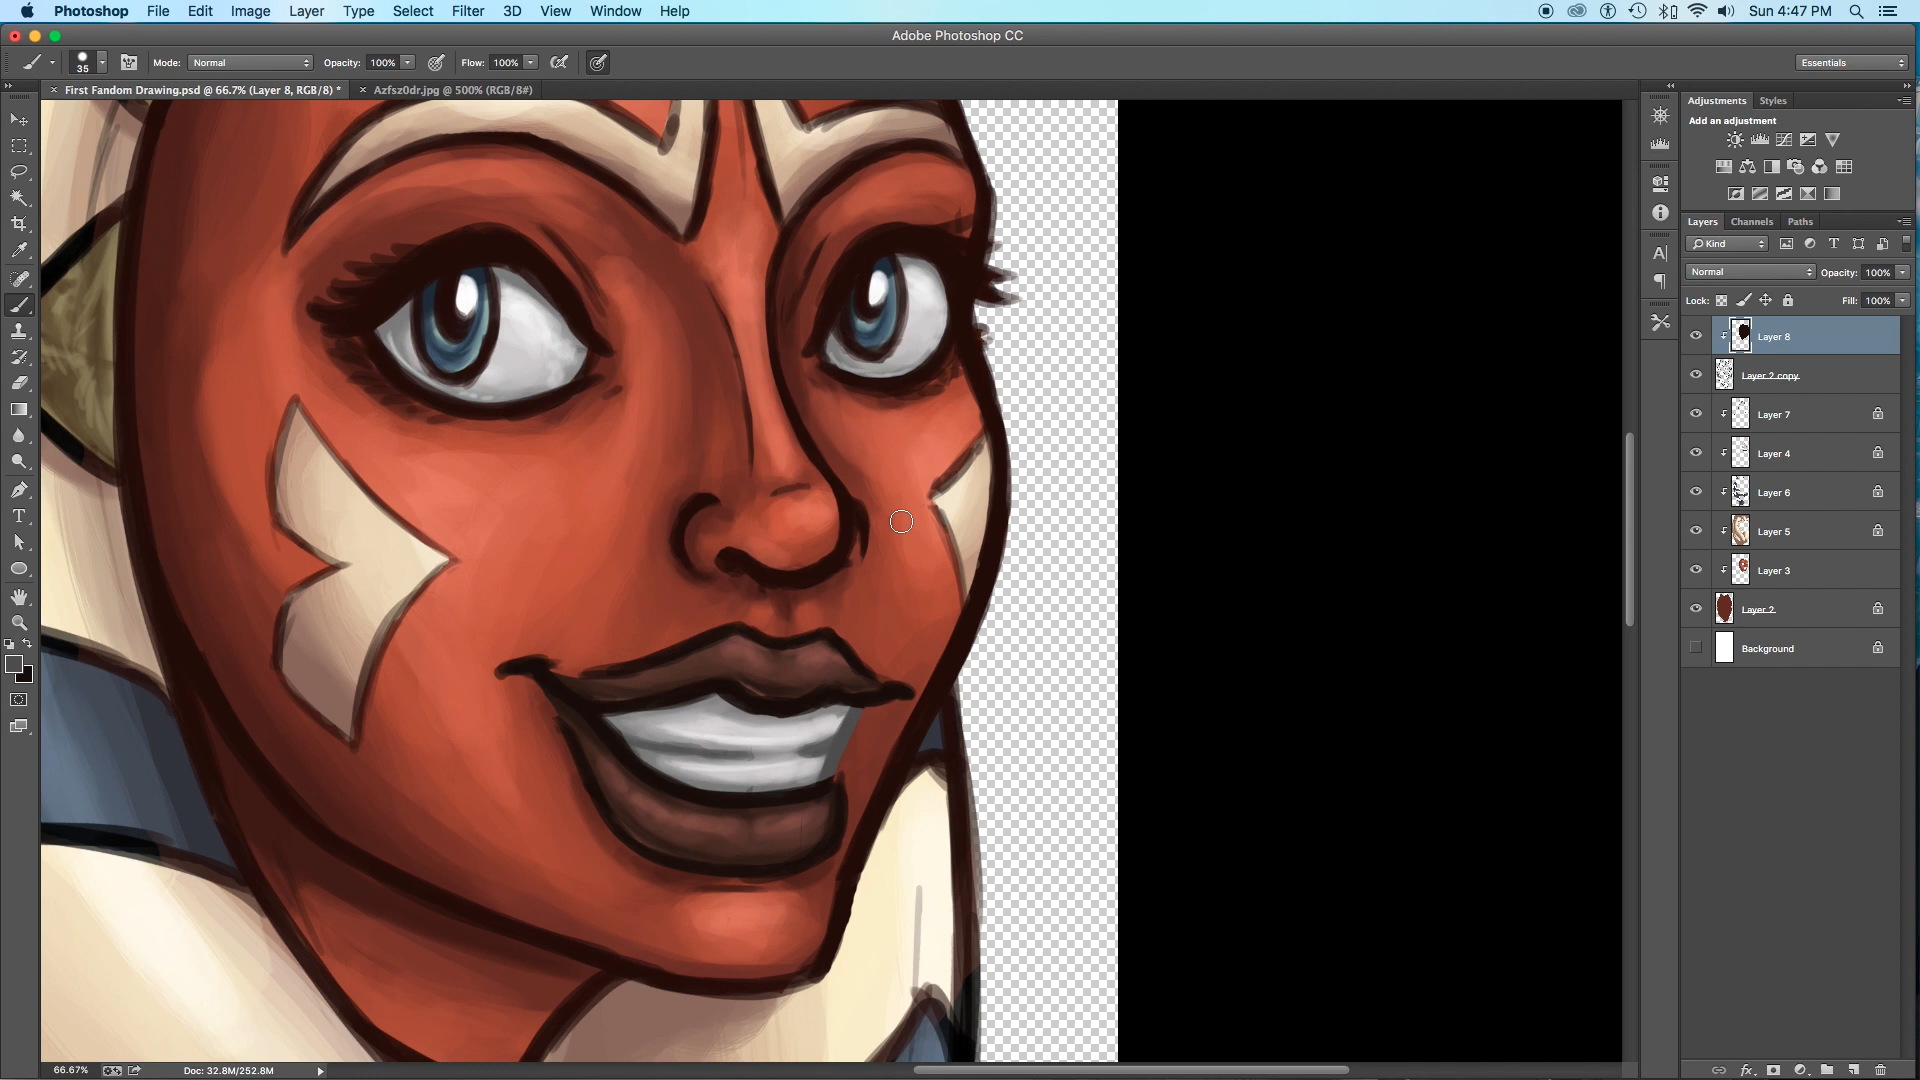 Photoshop File Edit Image Layer Type Select Filter 3D View Window Help Sun 4:47 PM
Adobe Photoshop CC
35 Mode: Normal Opacity: 100% Flow: 100% Essentials
First Fandom Drawing.psd @ 66.7% (Layer 8, RGB/8) * Azfsz0dr.jpg @ 500% (RGB/8#)
Adjustments Styles
Add an adjustment
Layers Channels Paths
Kind
Normal Opacity: 100%
Lock: Fill: 100%
Layer 8
Layer 2 copy
Layer 7
Layer 4
Layer 6
Layer 5
Layer 3
Layer 2
Background
66.67% Doc: 32.8M/252.8M